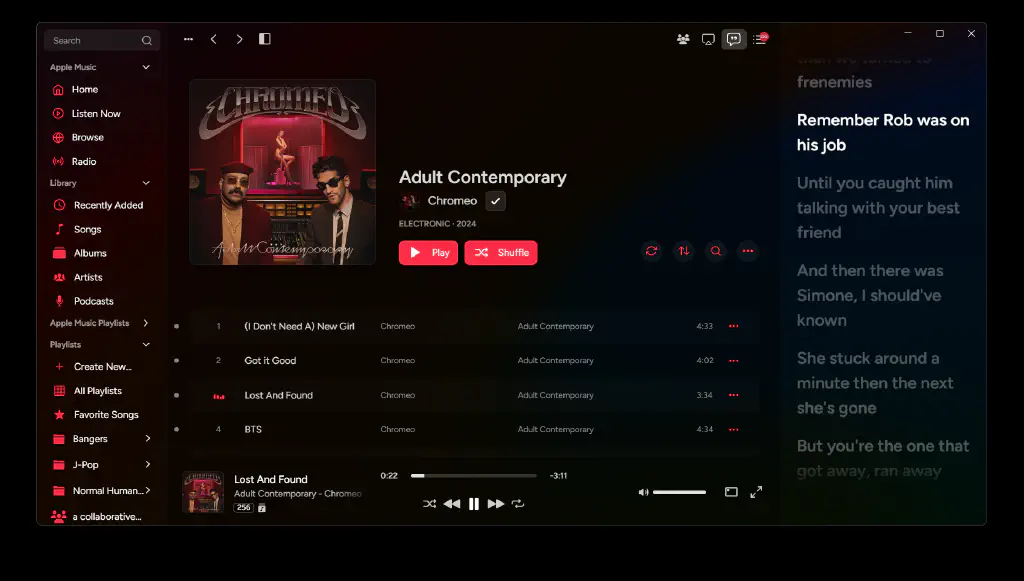 Search
Apple Music
Home
Listen Now
Browse
Radio
Library
Recently Added
Songs
Albums
Artists
Podcasts
Apple Music Playlists
Playlists
Create New...
All Playlists
Favorite Songs
Bangers
J-Pop
Normal Human...
a collaborative...
CHROMEO
Adult Contemporary
Adult Contemporary
Chromeo
ELECTRONIC · 2024
Play
Shuffle
1 (I Don't Need A) New Girl Chromeo Adult Contemporary 4:33
2 Got it Good Chromeo Adult Contemporary 4:02
Lost And Found Chromeo Adult Contemporary 3:34
4 BTS Chromeo Adult Contemporary 4:34
Lost And Found
Adult Contemporary - Chromeo
256
0:22
-3:11
then we turned to
frenemies
Remember Rob was on
his job
Until you caught him
talking with your best
friend
And then there was
Simone, I should've
known
She stuck around a
minute then the next
she's gone
But you're the one that
got away, ran away